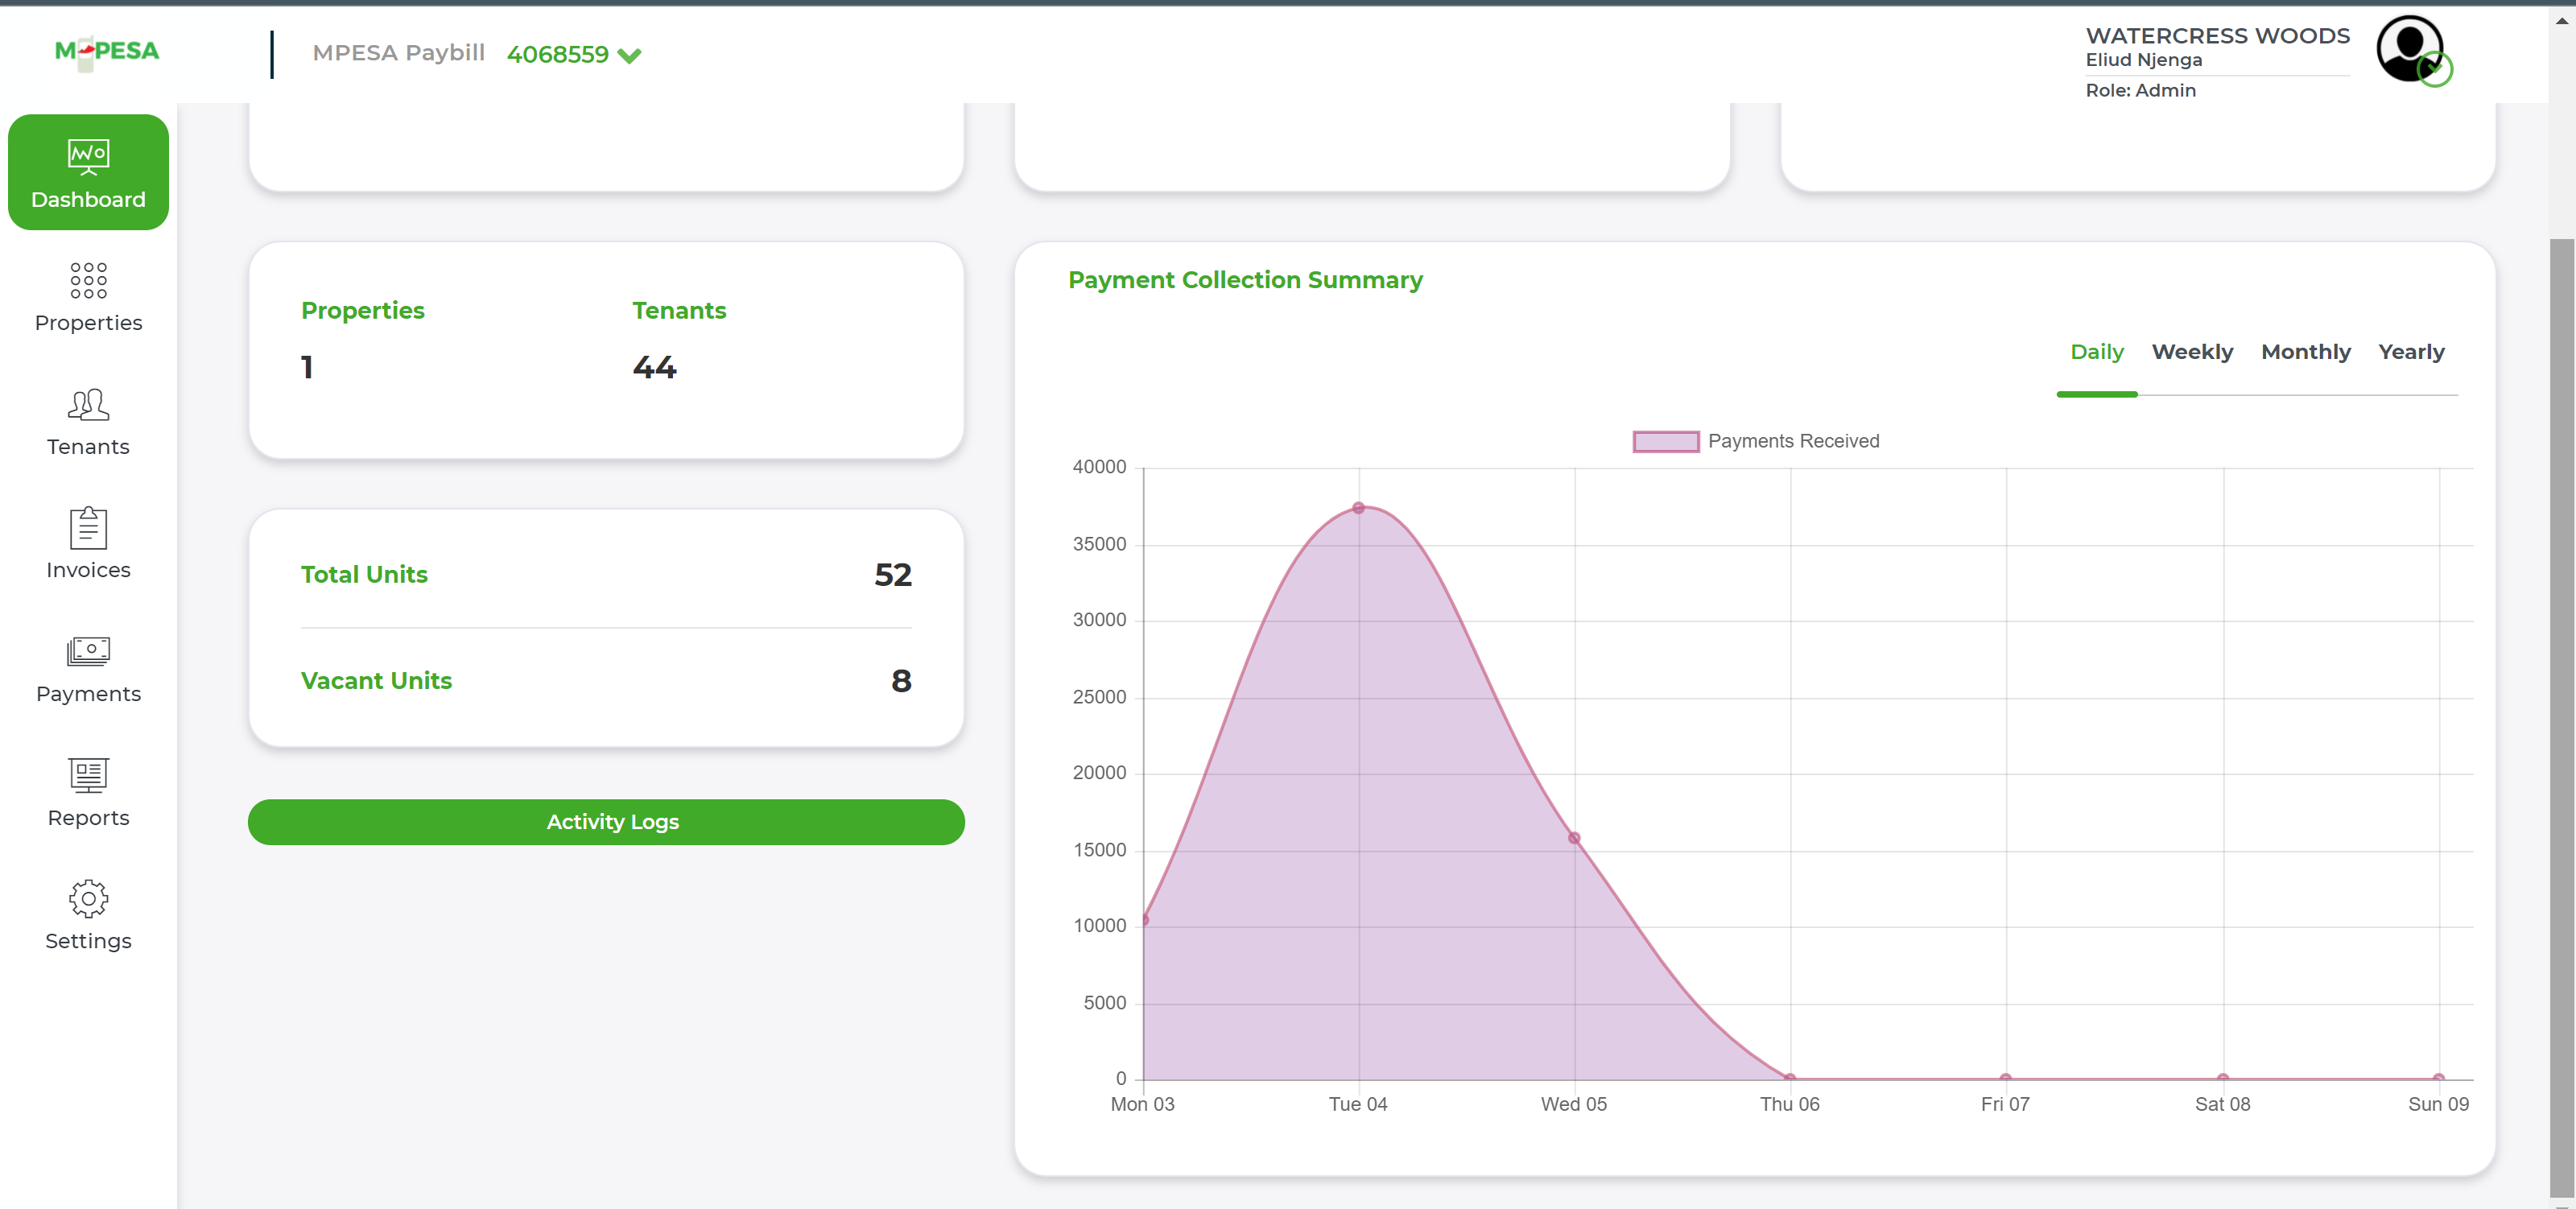 M-PESA
MPESA Paybill 4068559
WATERCRESS WOODS
Eliud Njenga
Role: Admin
Dashboard
Properties
Tenants
Invoices
Payments
Reports
Settings
Properties Tenants
1 44
Total Units 52
Vacant Units 8
Activity Logs
Payment Collection Summary
Daily Weekly Monthly Yearly
Payments Received
40000
35000
30000
25000
20000
15000
10000
5000
0
Mon 03 Tue 04 Wed 05 Thu 06 Fri 07 Sat 08 Sun 09